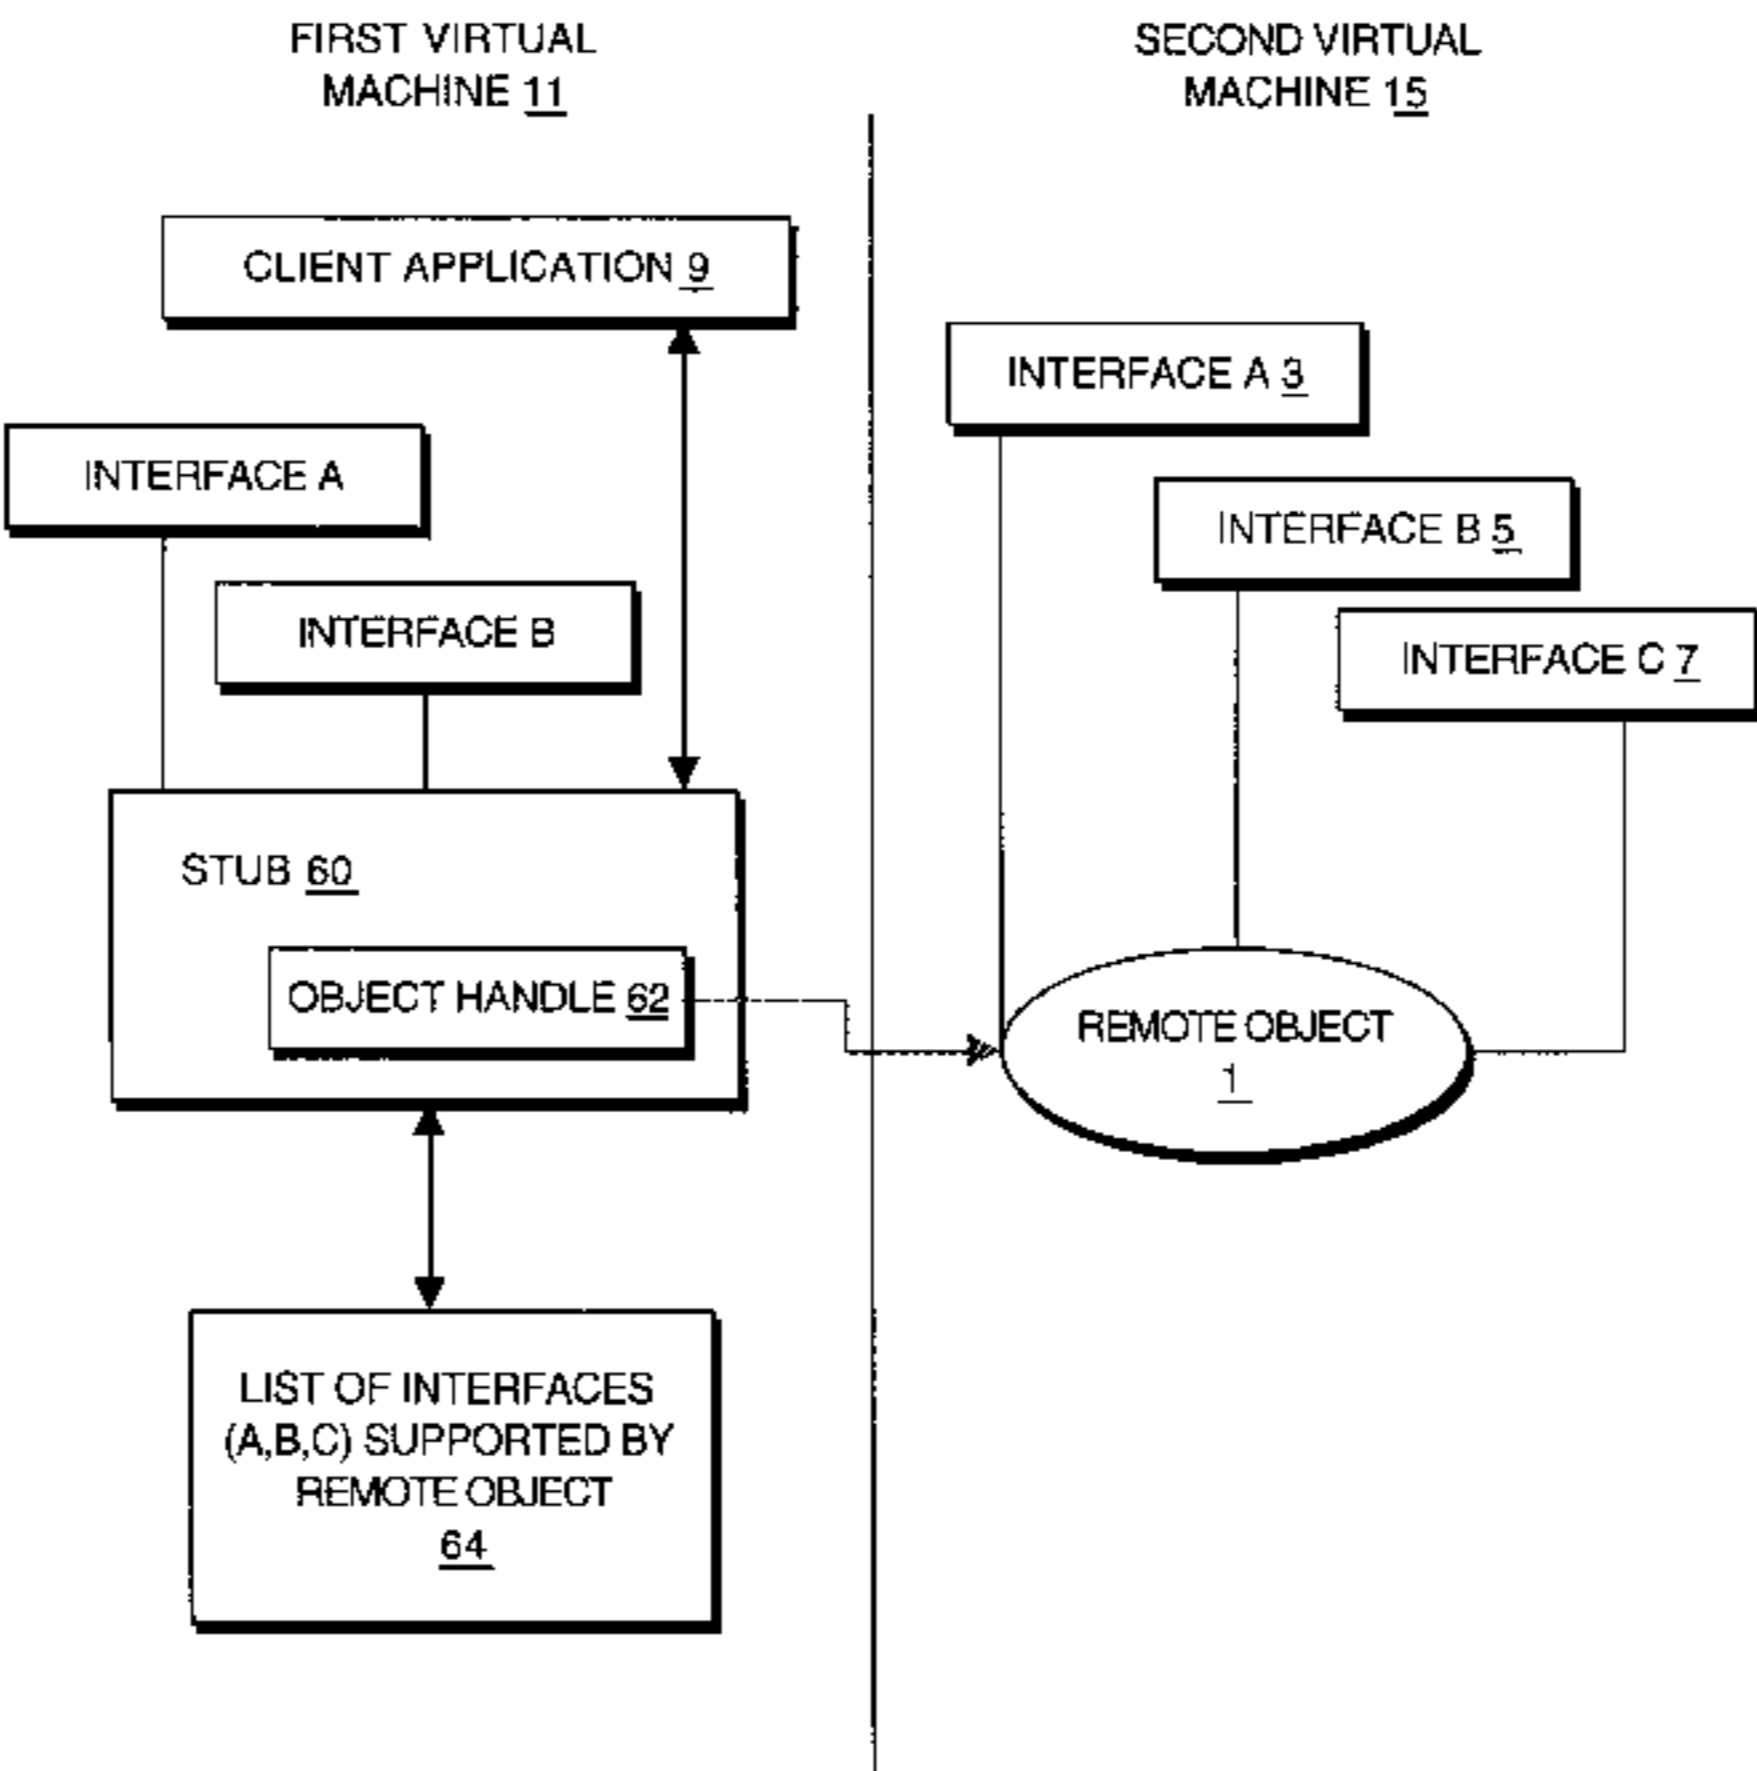 FIRST VIRTUAL
MACHINE 11
SECOND VIRTUAL
MACHINE 15
CLIENT APPLICATION 9
INTERFACE A
INTERFACE B
STUB 60
OBJECT HANDLE 62
LIST OF INTERFACES
(A,B,C) SUPPORTED BY
REMOTE OBJECT
64
INTERFACE A 3
INTERFACE B 5
INTERFACE C 7
REMOTE OBJECT
1